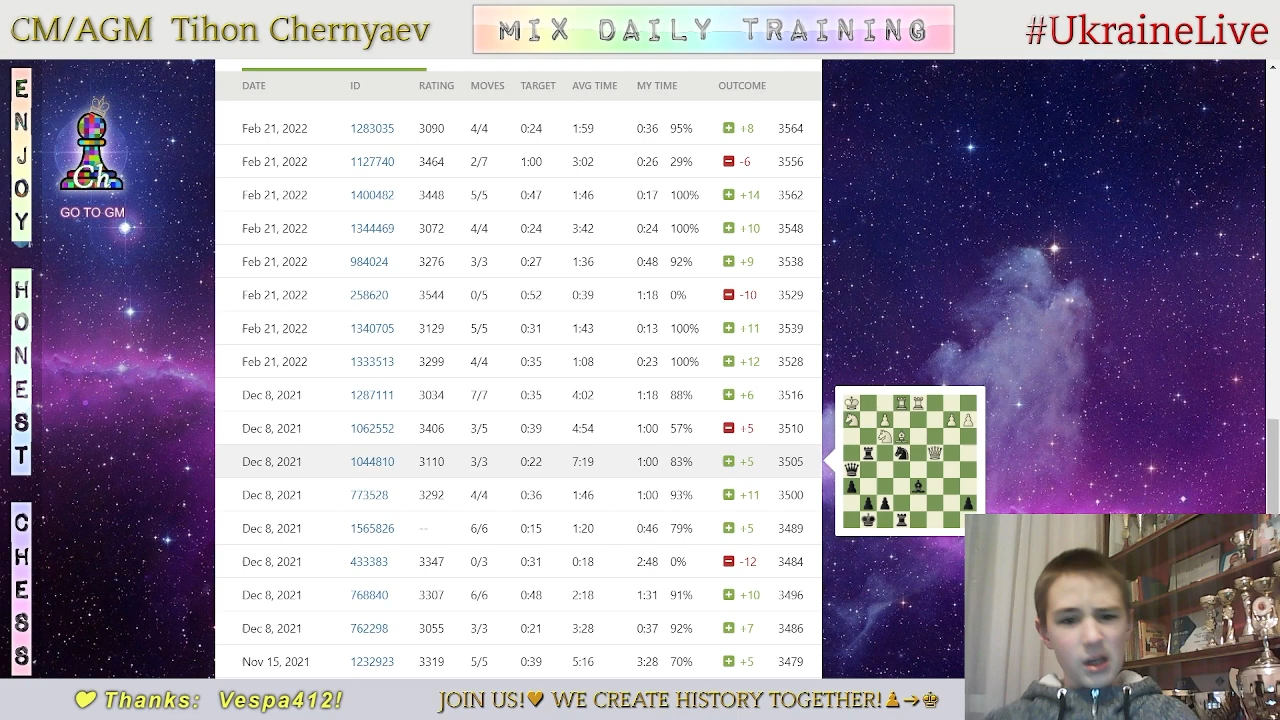 CM/AGM Tihon Chernyaev
MIX DAILY TRAINING
#UkraineLive
ENJOY
HONEST
CHESS
Ch
GO TO GM
DATE ID RATING MOVES TARGET AVG TIME MY TIME OUTCOME
Feb 21, 2022 1283035 3090 4/4 0:24 1:59 0:36 95% +8
Feb 21, 2022 1127740 3464 2/7 1:00 3:02 0:26 29% -6
Feb 21, 2022 1400482 3448 5/5 0:47 1:46 0:17 100% +14 3562
Feb 21, 2022 1344469 3072 4/4 0:24 3:42 0:24 100% +10 3548
Feb 21, 2022 984024 3276 3/3 0:27 1:36 0:48 92% +9 3538
Feb 21, 2022 258620 3544 0/5 0:52 0:39 1:18 0% -10 3529
Feb 21, 2022 1340705 3129 5/5 0:31 1:43 0:13 100% +11 3539
Feb 21, 2022 1333513 3299 4/4 0:35 1:08 0:23 100% +12 3528
Dec 8, 2021 1287111 3034 7/7 0:35 4:02 1:18 88% +6 3516
Dec 8, 2021 1062552 3406 3/5 0:39 4:54 1:00 57% +5 3510
Dec 8, 2021 1044810 3110 3/3 0:22 7:19 1:00 83% +5 3505
Dec 8, 2021 773528 3292 4/4 0:36 1:46 1:00 93% +11 3500
Dec 8, 2021 1565826 -- 6/6 0:15 1:20 0:46 79% +5 3489
Dec 8, 2021 433383 3347 0/3 0:31 0:18 0% -12 3484
Dec 8, 2021 768840 3307 6/6 0:48 2:18 1:31 91% +10 3496
Dec 8, 2021 762298 3055 3/3 0:21 3:28 0:37 92% +7 3486
Nov 15, 2021 1232923 3319 5/5 0:39 5:16 3:28 70% +5
Thanks: Vespa412!
JOIN US! WE CREATE HISTORY TOGETHER!♟→♚